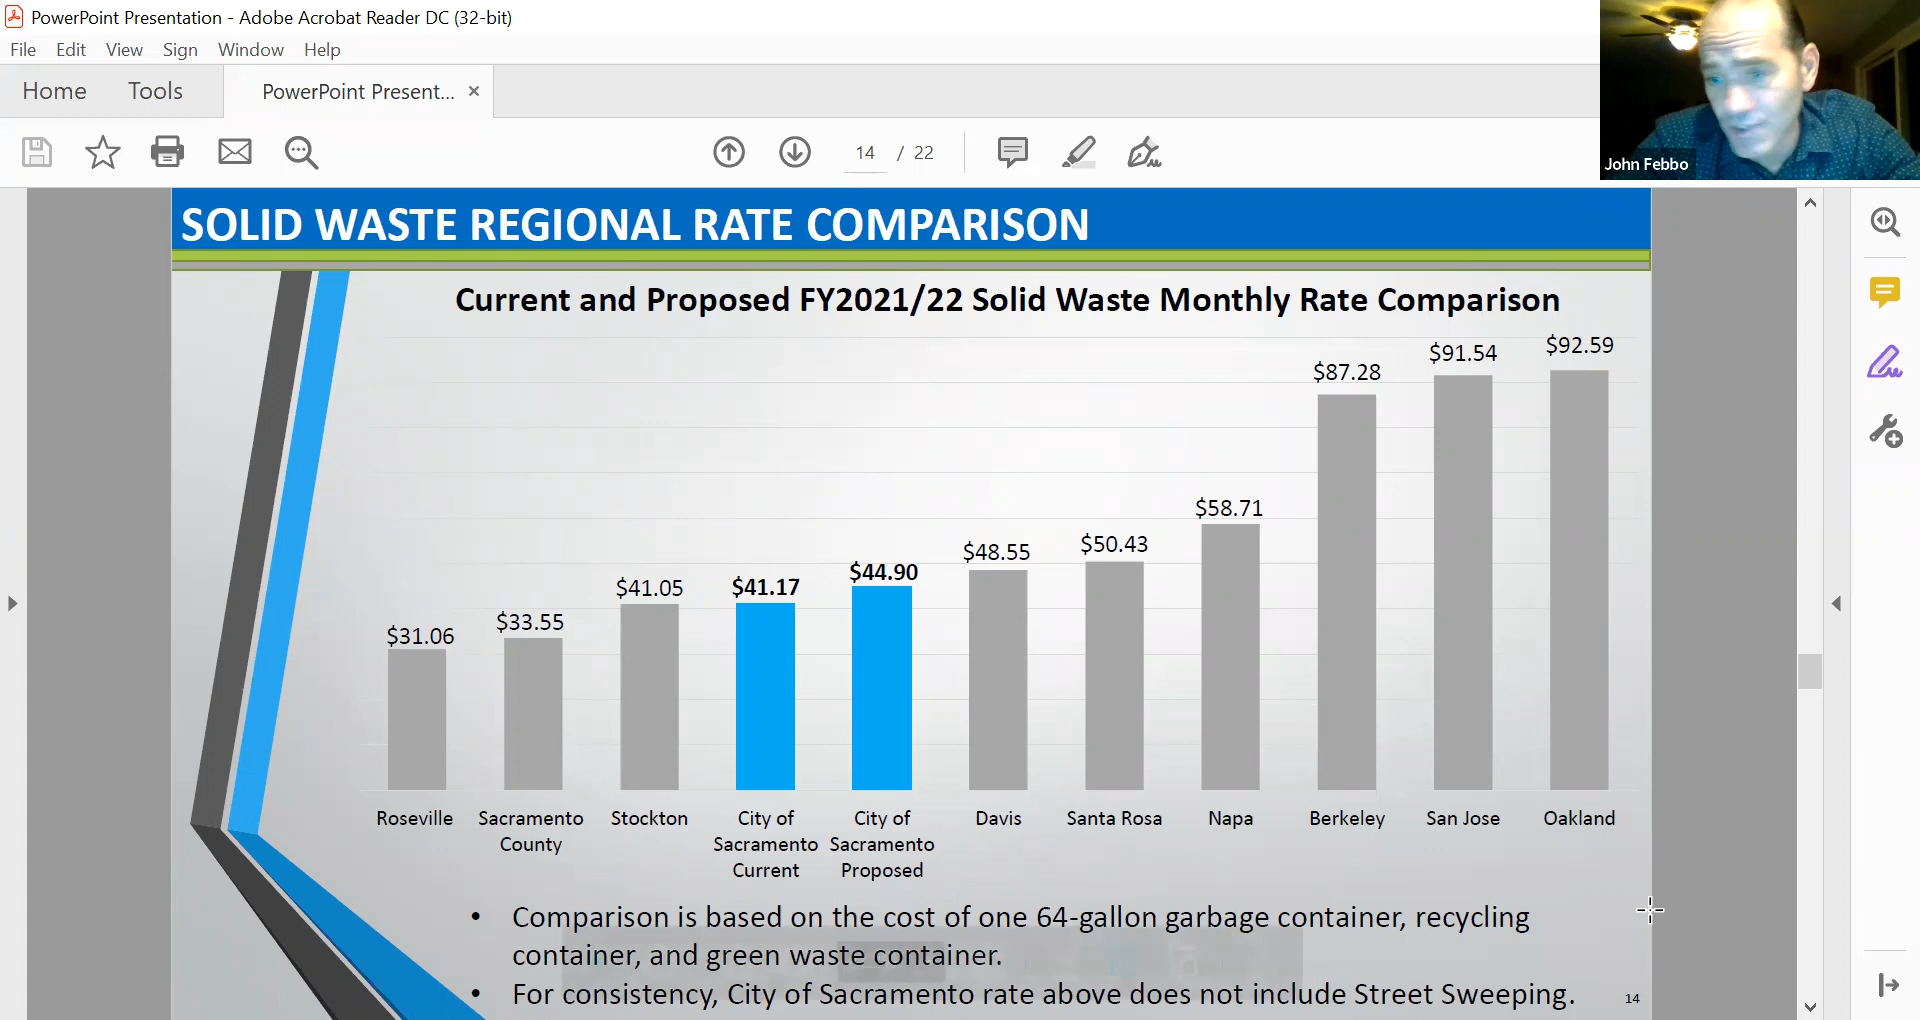 PowerPoint Presentation - Adobe Acrobat Reader DC (32-bit)
File Edit View Sign Window Help
Home Tools PowerPoint Present... ×
14 / 22
John Febbo
SOLID WASTE REGIONAL RATE COMPARISON
Current and Proposed FY2021/22 Solid Waste Monthly Rate Comparison
$31.06 $33.55 $41.05 $41.17 $44.90 $48.55 $50.43 $58.71 $87.28 $91.54 $92.59
Roseville Sacramento County Stockton City of Sacramento Current City of Sacramento Proposed Davis Santa Rosa Napa Berkeley San Jose Oakland
• Comparison is based on the cost of one 64-gallon garbage container, recycling
container, and green waste container.
• For consistency, City of Sacramento rate above does not include Street Sweeping.
14